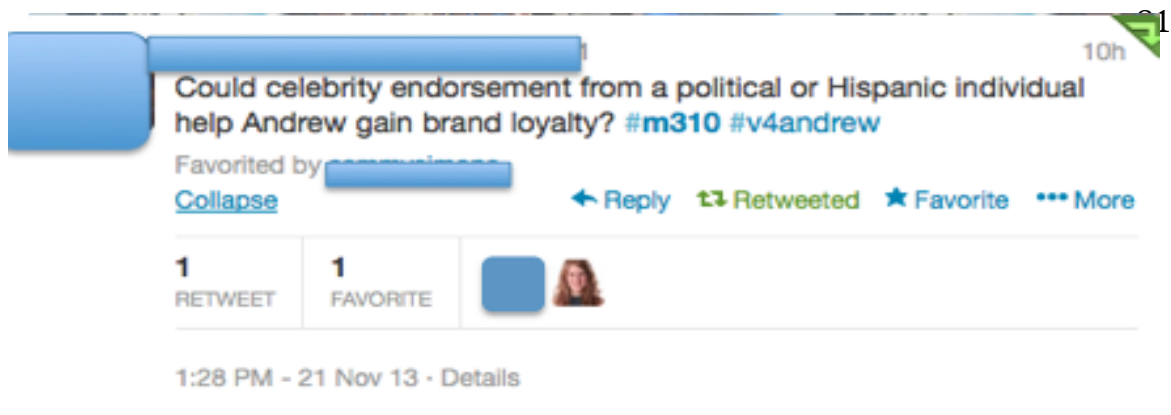 21
10h
Could celebrity endorsement from a political or Hispanic individual
help Andrew gain brand loyalty? #m310 #v4andrew
Favorited by
Collapse Reply Retweeted Favorite More
1 1
RETWEET FAVORITE
1:28 PM - 21 Nov 13 · Details